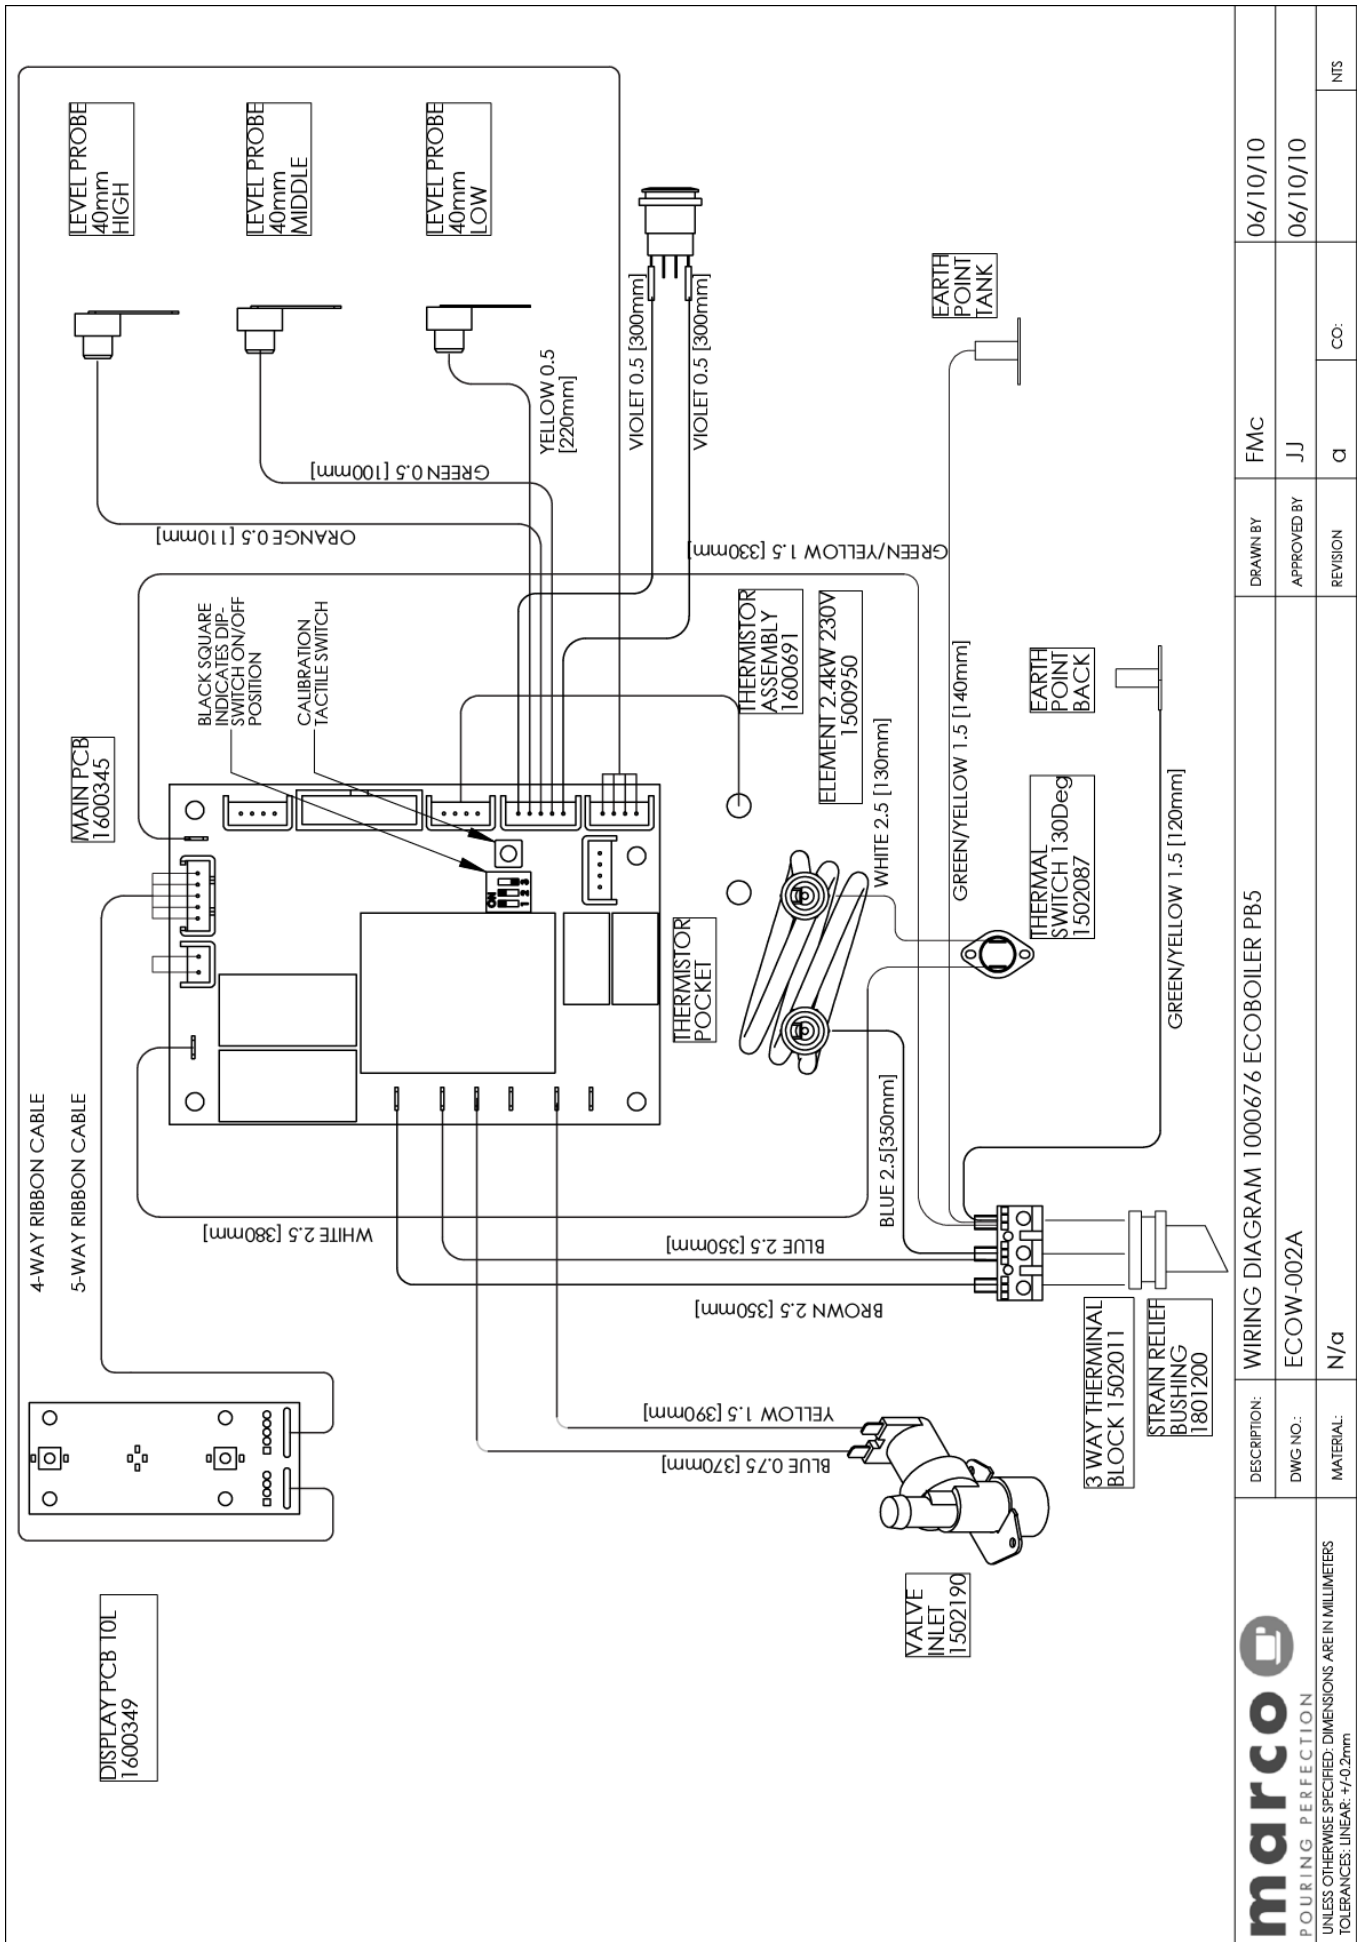 DISPLAY PCB 10L
1600349
4-WAY RIBBON CABLE
5-WAY RIBBON CABLE
MAIN PCB
1600345
LEVEL PROBE
40mm
HIGH
LEVEL PROBE
40mm
MIDDLE
LEVEL PROBE
40mm
LOW
BLACK SQUARE
INDICATES DIP-
SWITCH ON/OFF
POSITION
CALIBRATION
TACTILE SWITCH
ORANGE 0.5 [110mm]
GREEN 0.5 [100mm]
YELLOW 0.5
[220mm]
VIOLET 0.5 [300mm]
VIOLET 0.5 [300mm]
ON
1 2 3
WHITE 2.5 [380mm]
BLUE 2.5 [350mm]
BROWN 2.5 [350mm]
YELLOW 1.5 [390mm]
BLUE 0.75 [370mm]
GREEN/YELLOW 1.5 [330mm]
THERMISTOR
POCKET
THERMISTOR
ASSEMBLY
1600691
ELEMENT 2.4kW 230V
1500950
WHITE 2.5 [130mm]
BLUE 2.5[350mm]
GREEN/YELLOW 1.5 [140mm]
EARTH
POINT
TANK
VALVE
INLET
1502190
THERMAL
SWITCH 130Deg
1502087
EARTH
POINT
BACK
3 WAY THERMINAL
BLOCK 1502011
STRAIN RELIEF
BUSHING
1801200
GREEN/YELLOW 1.5 [120mm]
marco
POURING PERFECTION
UNLESS OTHERWISE SPECIFIED: DIMENSIONS ARE IN MILLIMETERS
TOLERANCES: LINEAR: +/-0.2mm
DESCRIPTION: WIRING DIAGRAM 1000676 ECOBOILER PB5
DRAWN BY FMc 06/10/10
DWG NO.: ECOW-002A
APPROVED BY JJ 06/10/10
MATERIAL: N/a
REVISION a CO: NTS